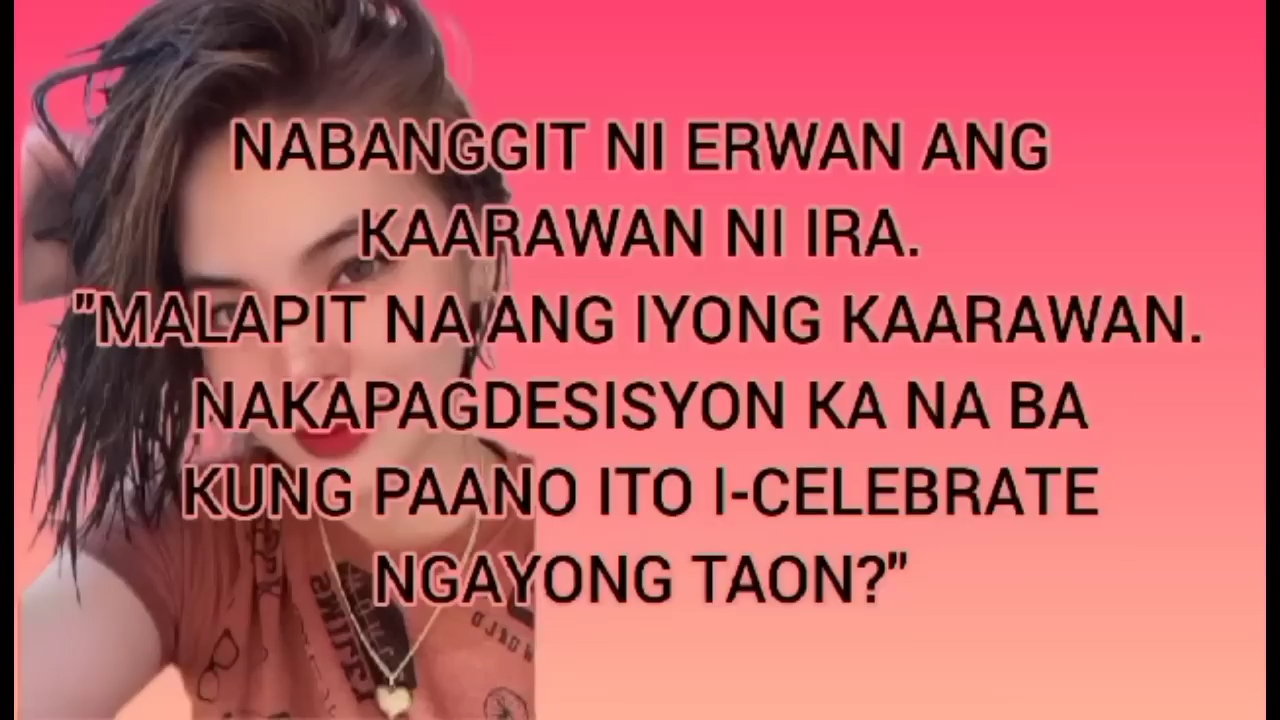 NABANGGIT NI ERWAN ANG
KAARAWAN NI IRA.
"MALAPIT NA ANG IYONG KAARAWAN.
NAKAPAGDESISYON KA NA BA
KUNG PAANO ITO I-CELEBRATE
NGAYONG TAON?"